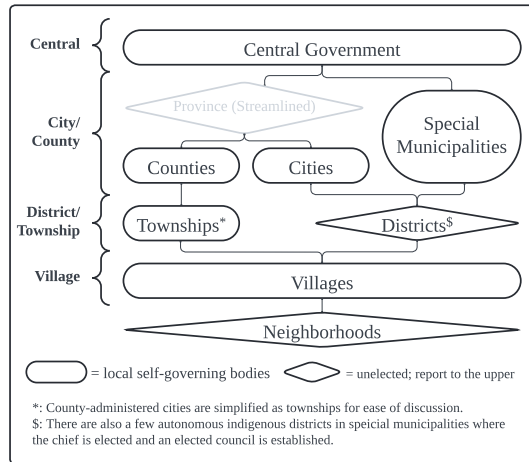 Central
Central Government
Province (Streamlined)
City/
County
Special
Municipalities
Counties
Cities
District/
Township
Townships*
Districts$
Village
Villages
Neighborhoods
= local self-governing bodies
= unelected; report to the upper
*: County-administered cities are simplified as townships for ease of discussion.
$: There are also a few autonomous indigenous districts in speicial municipalities where
the chief is elected and an elected council is established.